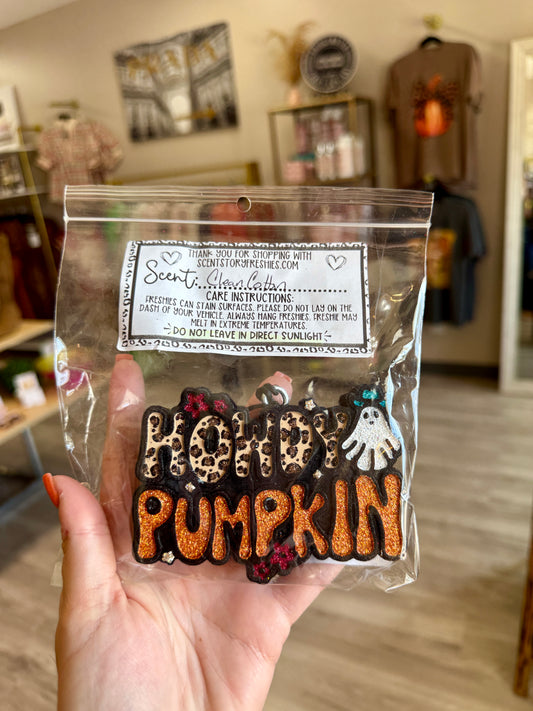 THANK YOU FOR SHOPPING WITH
SCENTSTORYFRESHIES.COM
Scent: Clean Cotton
CARE INSTRUCTIONS:
FRESHIES CAN STAIN SURFACES. PLEASE DO NOT LAY ON THE
DASH OF YOUR VEHICLE. ALWAYS HANG FRESHIES. FRESHIE MAY
MELT IN EXTREME TEMPERATURES.
DO NOT LEAVE IN DIRECT SUNLIGHT
HOWDY
PUMPKIN